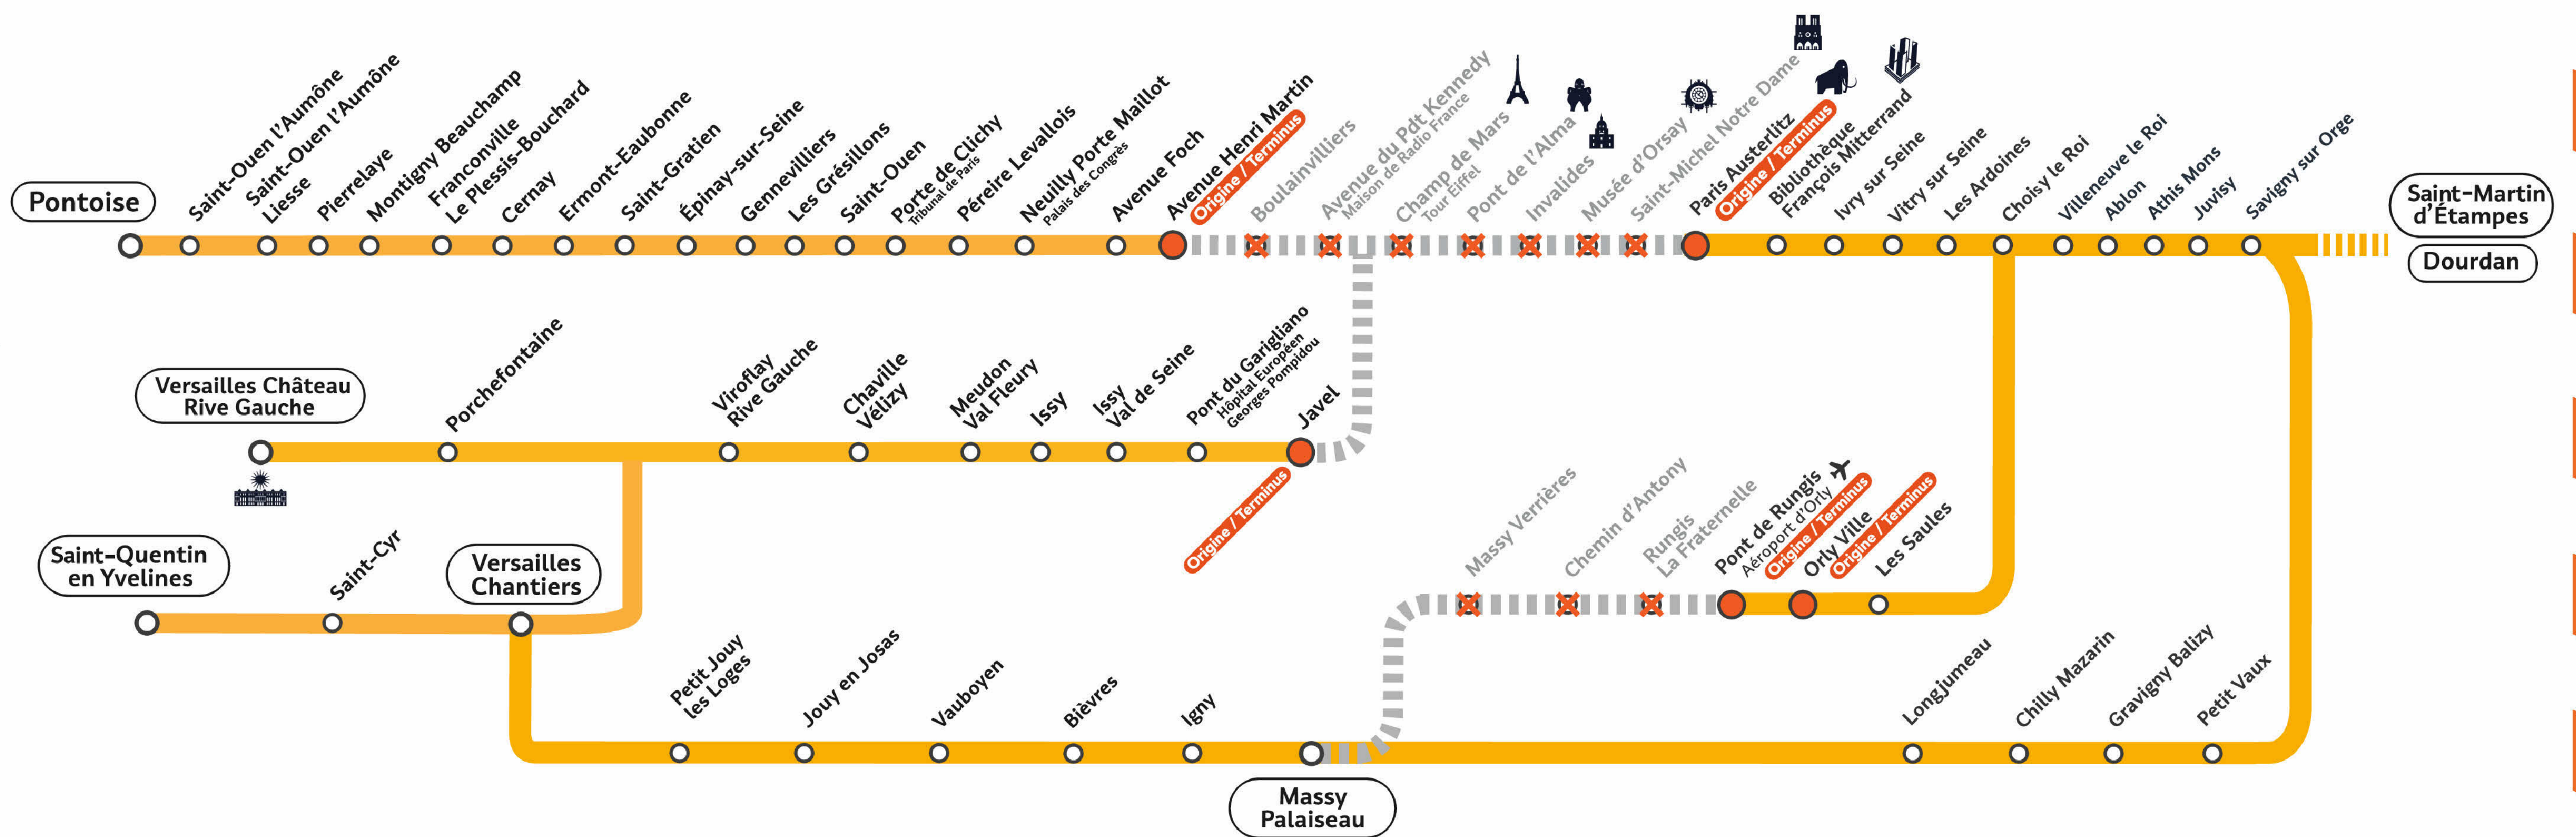 Pontoise
Saint-Ouen l'Aumône
Saint-Ouen l'Aumône
Liesse
Pierrelaye
Montigny Beauchamp
Franconville
Le Plessis-Bouchard
Cernay
Ermont-Eaubonne
Saint-Gratien
Épinay-sur-Seine
Gennevilliers
Les Grésillons
Saint-Ouen
Porte de Clichy
Tribunal de Paris
Péreire Levallois
Neuilly Porte Maillot
Palais des Congrès
Avenue Foch
Avenue Henri Martin
Origine / Terminus
Boulainvilliers
Avenue du Pdt Kennedy
Maison de Radio France
Champ de Mars
Tour Eiffel
Pont de l'Alma
Invalides
Musée d'Orsay
Saint-Michel Notre Dame
Paris Austerlitz
Origine / Terminus
Bibliothèque
François Mitterrand
Ivry sur Seine
Vitry sur Seine
Les Ardoines
Choisy le Roi
Villeneuve le Roi
Ablon
Athis Mons
Juvisy
Savigny sur Orge
Saint-Martin
d'Étampes
Dourdan
Versailles Château
Rive Gauche
Porchefontaine
Viroflay
Rive Gauche
Chaville
Vélizy
Meudon
Val Fleury
Issy
Issy
Val de Seine
Pont du Garigliano
Hôpital Européen
Georges Pompidou
Javel
Origine / Terminus
Saint-Quentin
en Yvelines
Saint-Cyr
Versailles
Chantiers
Massy Verrières
Chemin d'Antony
Rungis
La Fraternelle
Pont de Rungis
Aéroport d'Orly
Origine / Terminus
Orly Ville
Origine / Terminus
Les Saules
Petit Jouy
les Loges
Jouy en Josas
Vauboyen
Bièvres
Igny
Massy
Palaiseau
Longjumeau
Chilly Mazarin
Gravigny Balizy
Petit Vaux